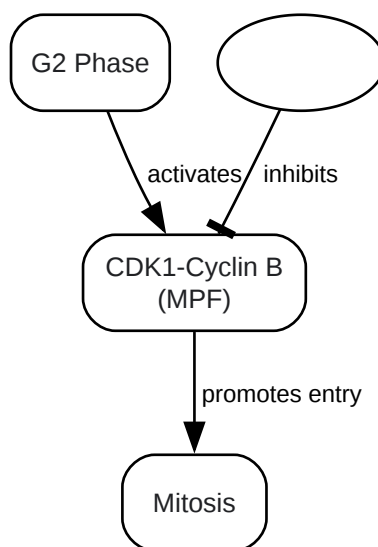 G2 Phase
activates
inhibits
CDK1-Cyclin B
(MPF)
promotes entry
Mitosis